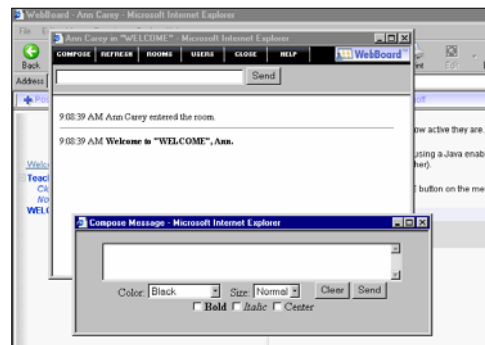 WebBoard - Ann Carey - Microsoft Internet Explorer
Ann Carey in "WELCOME" - Microsoft Internet Explorer
COMPOSE REFRESH ROOMS USERS CLOSE HELP WebBoard
Back
Address
Send
9:08:39 AM Ann Carey entered the room.
9:08:39 AM Welcome to "WELCOME", Ann.
ow active they are.
using a Java enab
her).
button on the me
Welc
Teac
WELC
Compose Message - Microsoft Internet Explorer
Color: Black Size: Normal Clear Send
Bold Italic Center